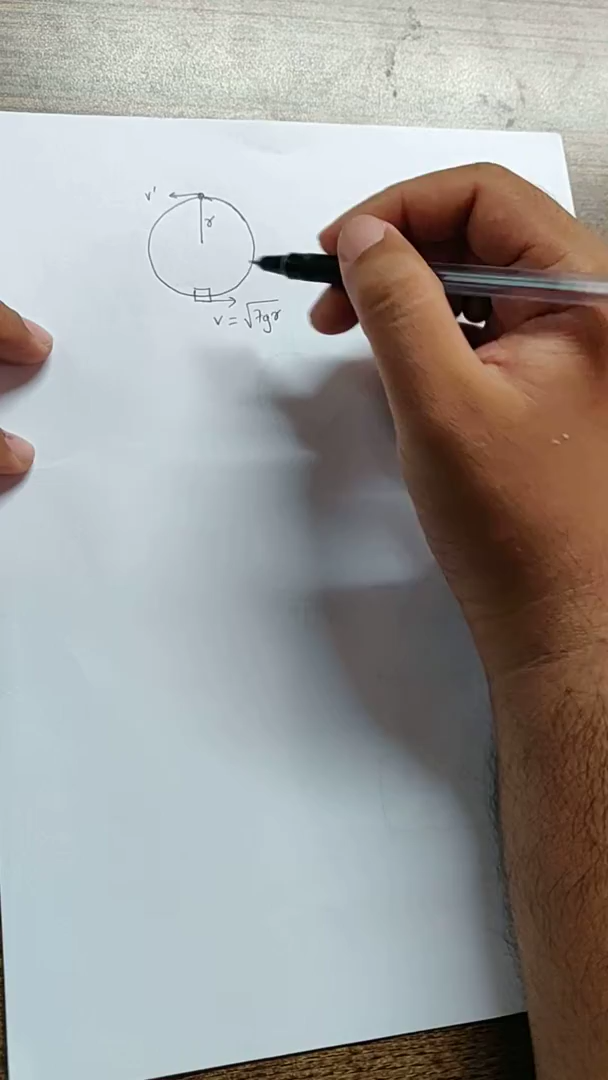 v'
r
v = √7gr